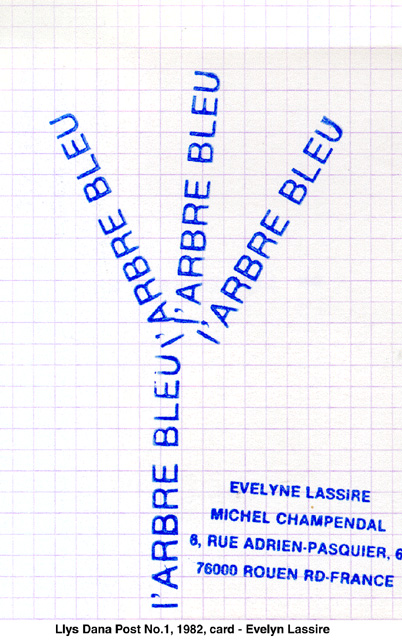 l'ARBRE BLEU
l'ARBRE BLEU
l'ARBRE BLEU
l'ARBRE BLEU
EVELYNE LASSIRE
MICHEL CHAMPENDAL
6, RUE ADRIEN-PASQUIER, 6
76000 ROUEN RD-FRANCE
Llys Dana Post No.1, 1982, card - Evelyn Lassire